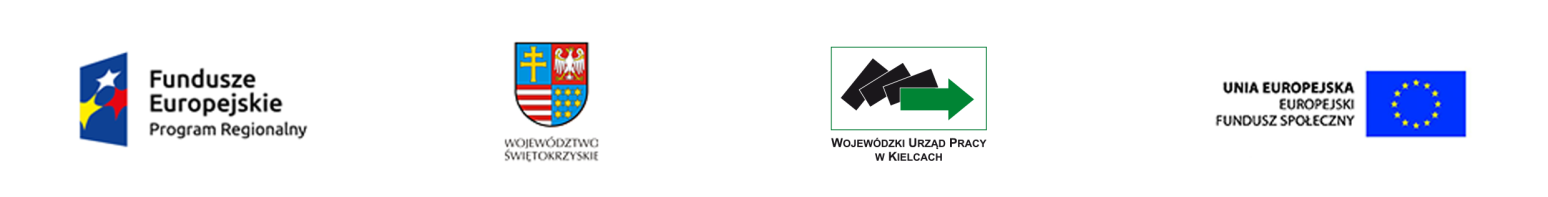 Fundusze
Europejskie
Program Regionalny
WOJEWÓDZTWO
ŚWIĘTOKRZYSKIE
WOJEWÓDZKI URZĄD PRACY
W KIELCACH
UNIA EUROPEJSKA
EUROPEJSKI
FUNDUSZ SPOŁECZNY